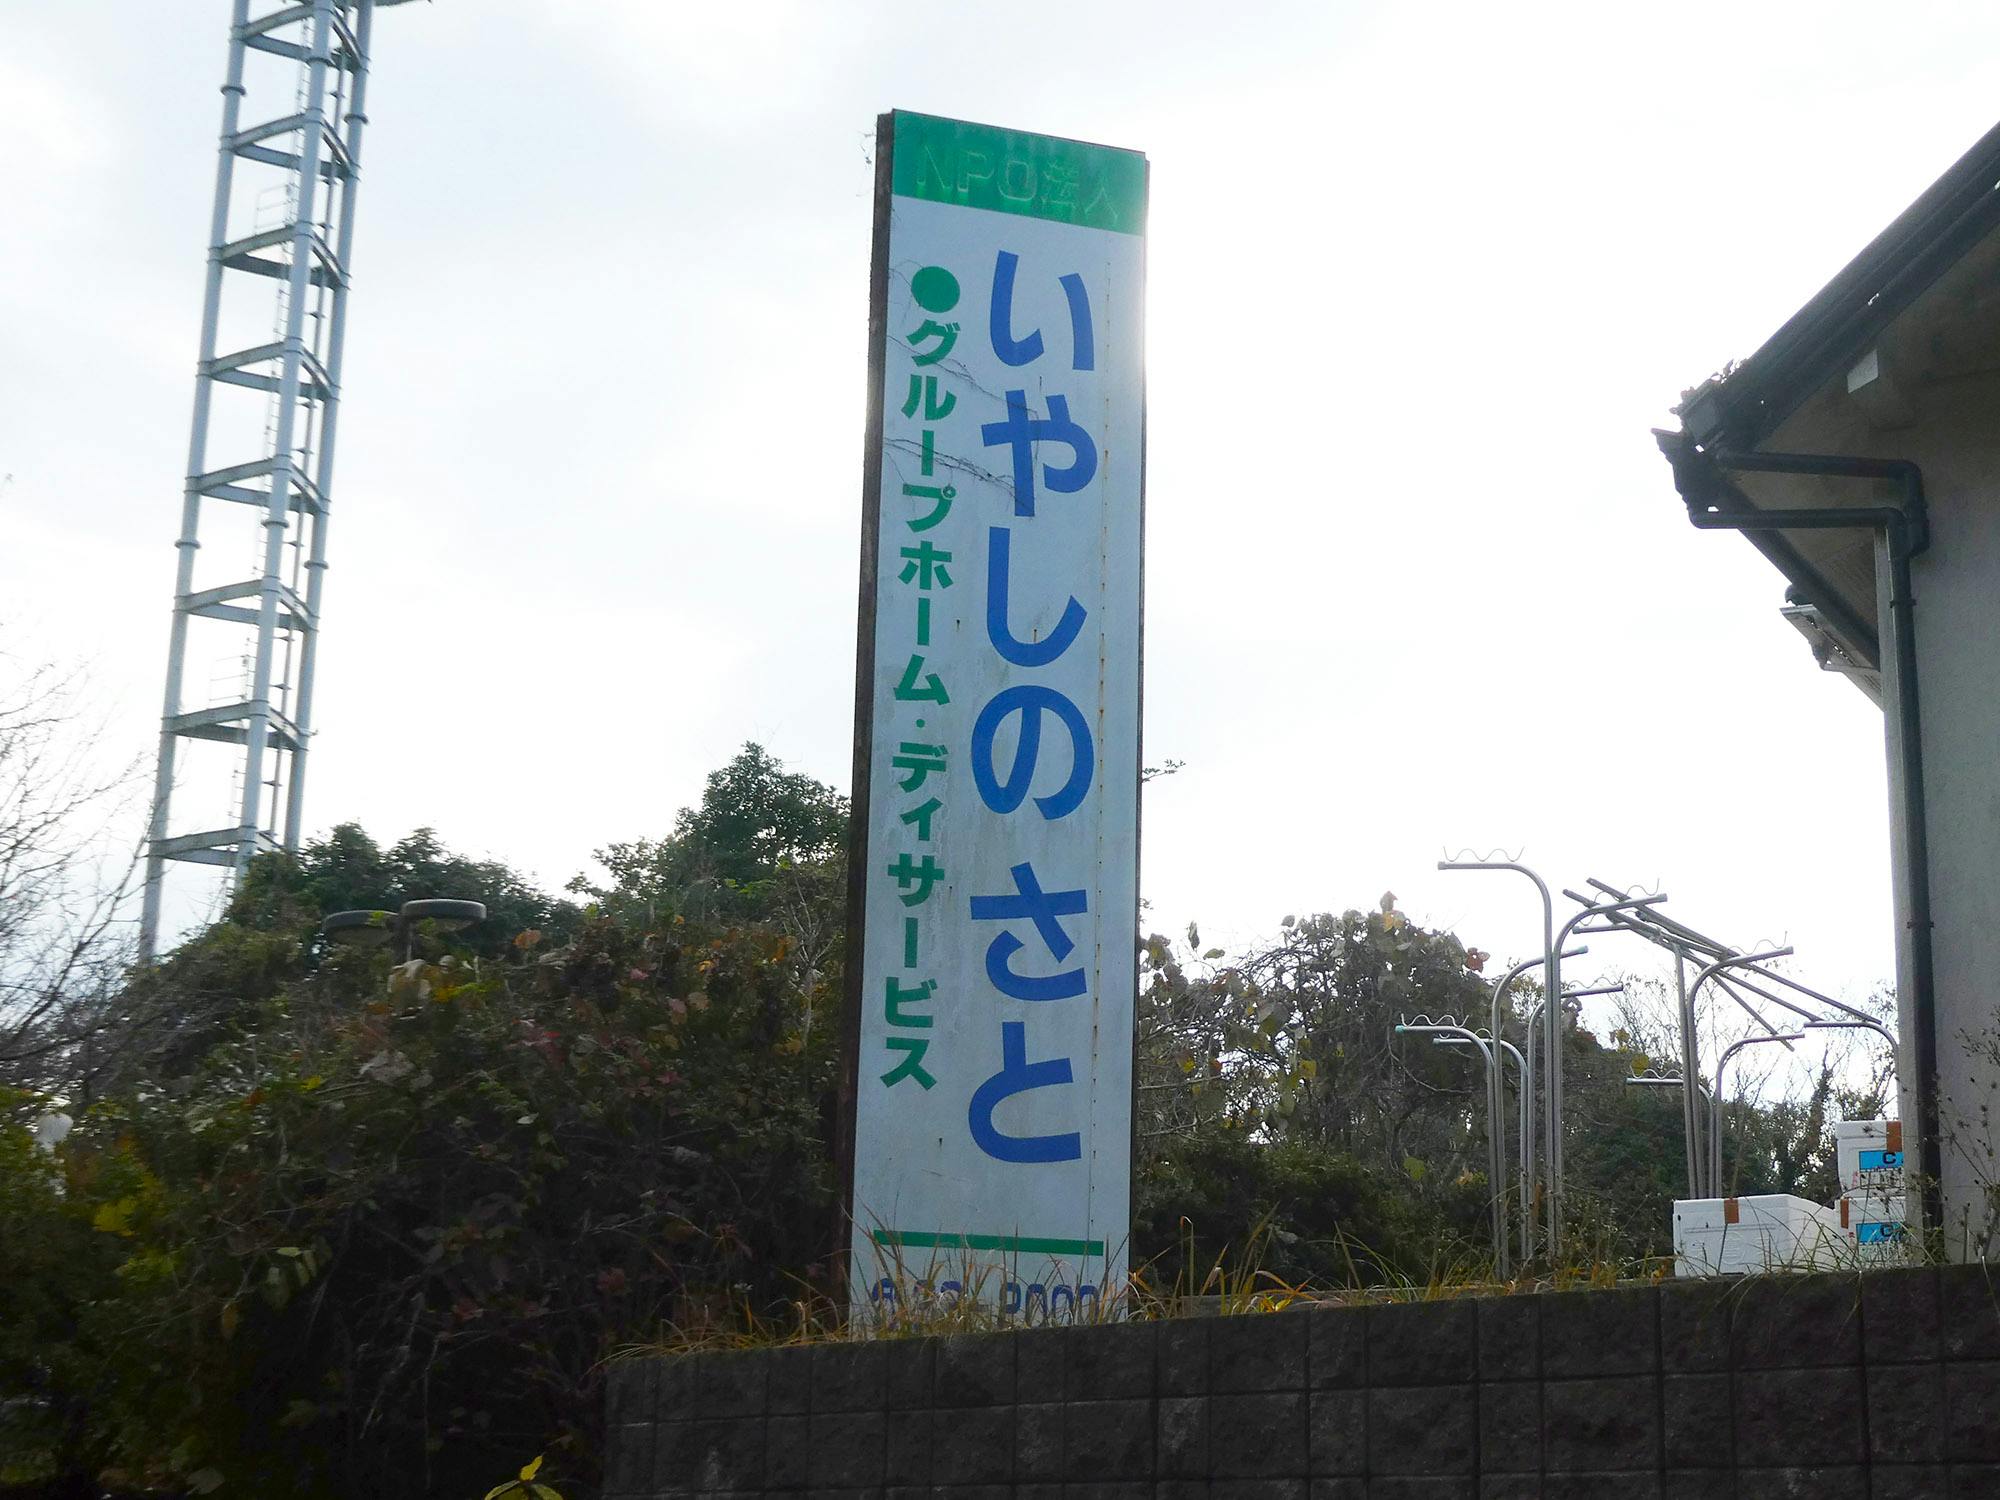 NPO法人
いやしのさと
●グループホーム・デイサービス